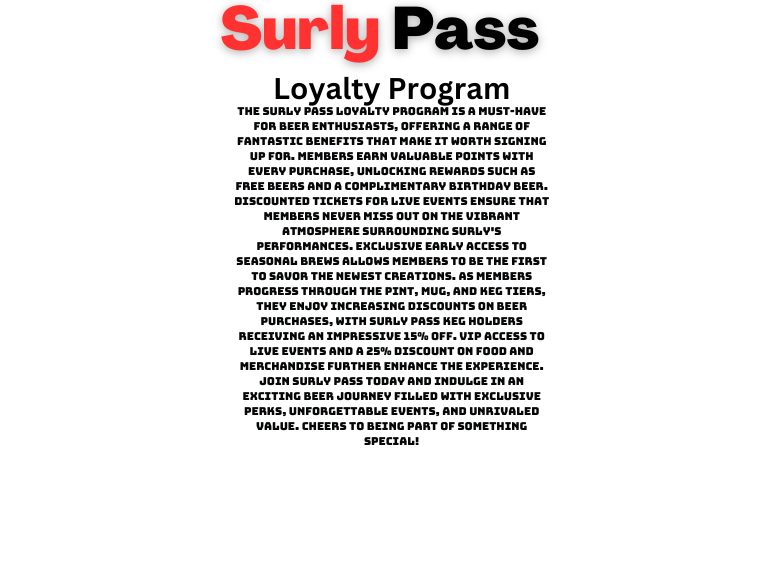 Surly Pass
Loyalty Program
THE SURLY PASS LOYALTY PROGRAM IS A MUST-HAVE
FOR BEER ENTHUSIASTS, OFFERING A RANGE OF
FANTASTIC BENEFITS THAT MAKE IT WORTH SIGNING
UP FOR. MEMBERS EARN VALUABLE POINTS WITH
EVERY PURCHASE, UNLOCKING REWARDS SUCH AS
FREE BEERS AND A COMPLIMENTARY BIRTHDAY BEER.
DISCOUNTED TICKETS FOR LIVE EVENTS ENSURE THAT
MEMBERS NEVER MISS OUT ON THE VIBRANT
ATMOSPHERE SURROUNDING SURLY'S
PERFORMANCES. EXCLUSIVE EARLY ACCESS TO
SEASONAL BREWS ALLOWS MEMBERS TO BE THE FIRST
TO SAVOR THE NEWEST CREATIONS. AS MEMBERS
PROGRESS THROUGH THE PINT, MUG, AND KEG TIERS,
THEY ENJOY INCREASING DISCOUNTS ON BEER
PURCHASES, WITH SURLY PASS KEG HOLDERS
RECEIVING AN IMPRESSIVE 15% OFF. VIP ACCESS TO
LIVE EVENTS AND A 25% DISCOUNT ON FOOD AND
MERCHANDISE FURTHER ENHANCE THE EXPERIENCE.
JOIN SURLY PASS TODAY AND INDULGE IN AN
EXCITING BEER JOURNEY FILLED WITH EXCLUSIVE
PERKS, UNFORGETTABLE EVENTS, AND UNRIVALED
VALUE. CHEERS TO BEING PART OF SOMETHING
SPECIAL!